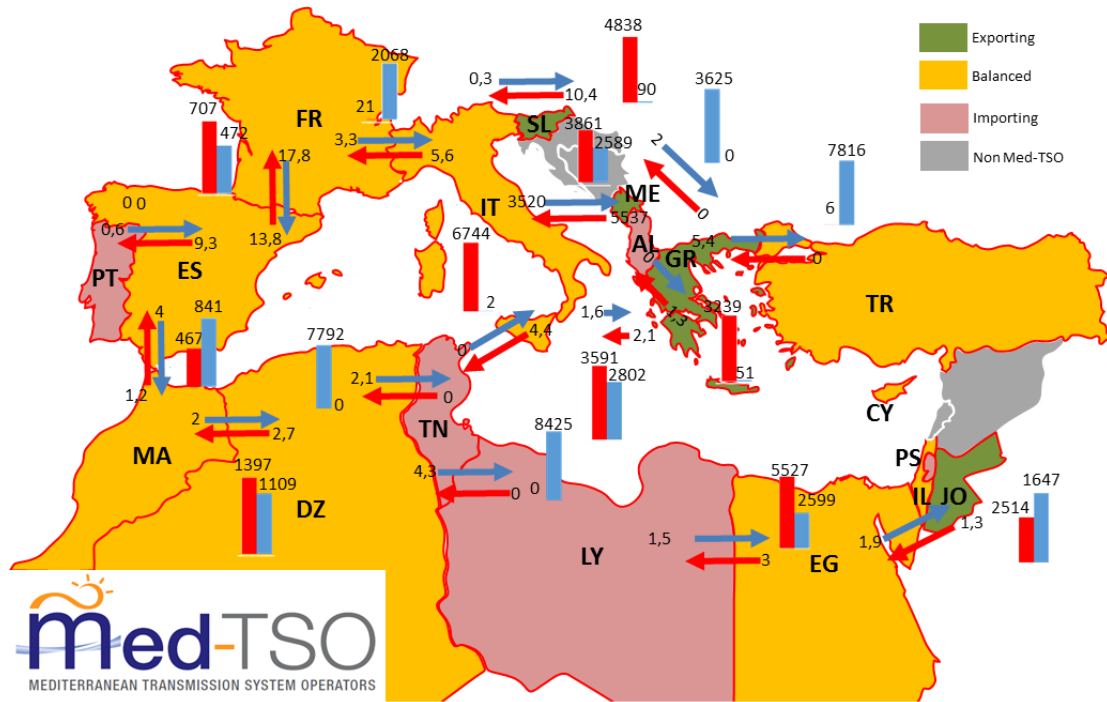 4838
Exporting
Balanced
Importing
Non Med-TSO
2068
0,3
90
3625
10,4
707
21
SL
FR
472
3,3
5,6
3861
2589
2
0
7816
17,8
ME
6
0 0
IT
3520
5537
0
0,6
9,3
13,8
6744
AL
0
GR
5,4
0
PT
ES
TR
4
841
2
1,6
1,3
3239
7792
0
4,4
2,1
467
3591
2802
51
1,2
2,1
0
0
CY
2
2,7
TN
8425
MA
PS
1397
1109
4,3
0
0
5527
2599
IL
JO
1647
2514
DZ
1,5
LY
3
EG
1,9
1,3
Med-TSO
MEDITERRANEAN TRANSMISSION SYSTEM OPERATORS